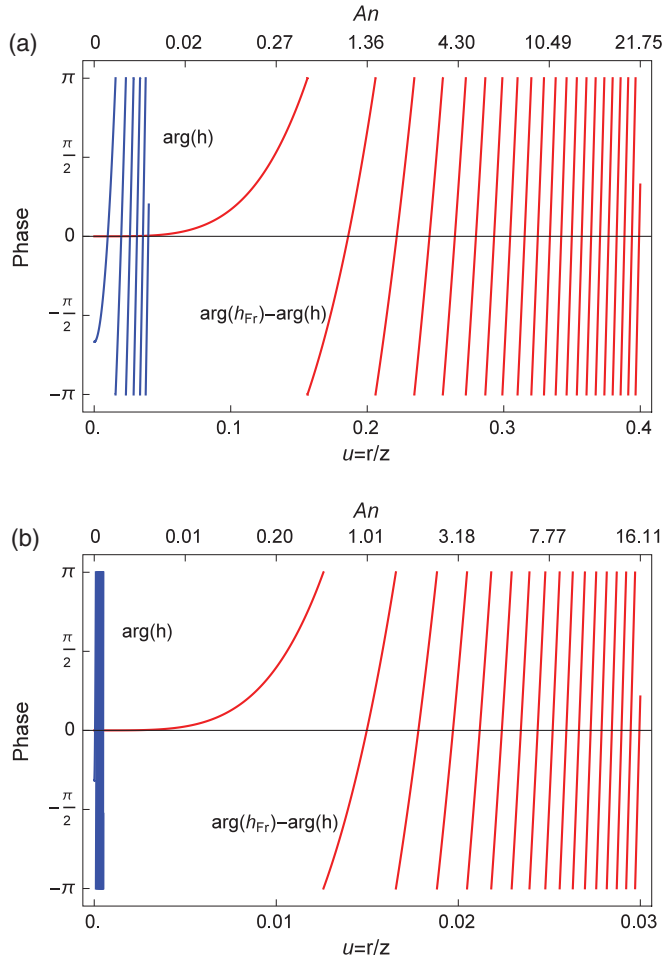 An
(a) 0 0.02 0.27 1.36 4.30 10.49 21.75
π
arg(h)
π/2
Phase
0
arg(h_Fr)−arg(h)
−π/2
−π
0. 0.1 0.2 0.3 0.4
u=r/z
An
(b) 0 0.01 0.20 1.01 3.18 7.77 16.11
π
arg(h)
π/2
Phase
0
−π/2
arg(h_Fr)−arg(h)
−π
0. 0.01 0.02 0.03
u=r/z